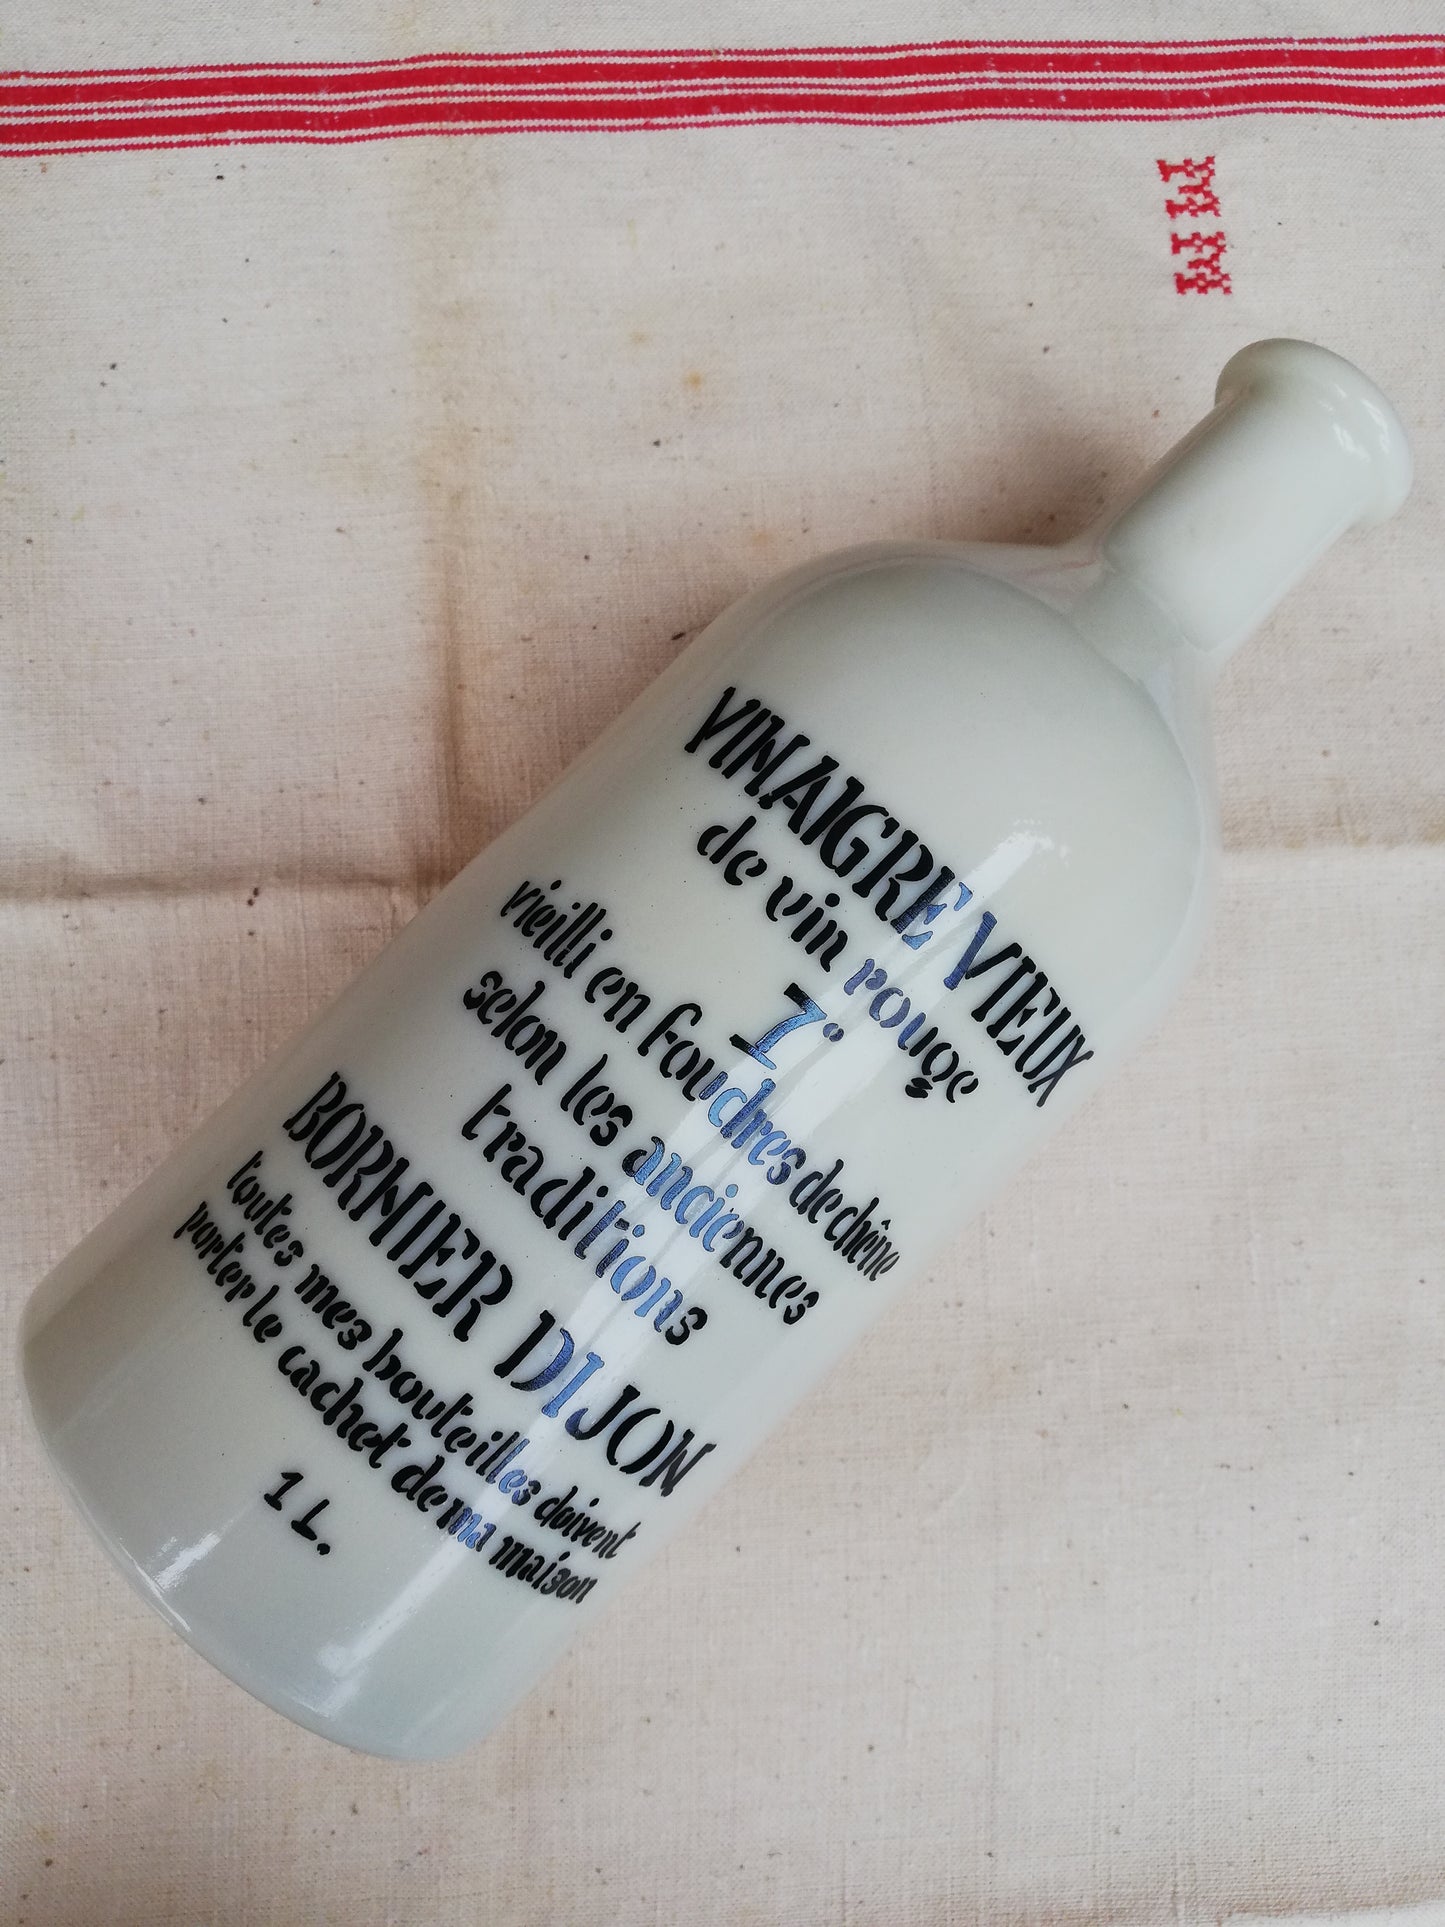 MM
VINAIGRE VIEUX
de vin rouge
7°
vieilli en foudres de chêne
selon les anciennes
traditions
BORNIER DIJON
toutes mes bouteilles doivent
porter le cachet de ma maison
1 L.